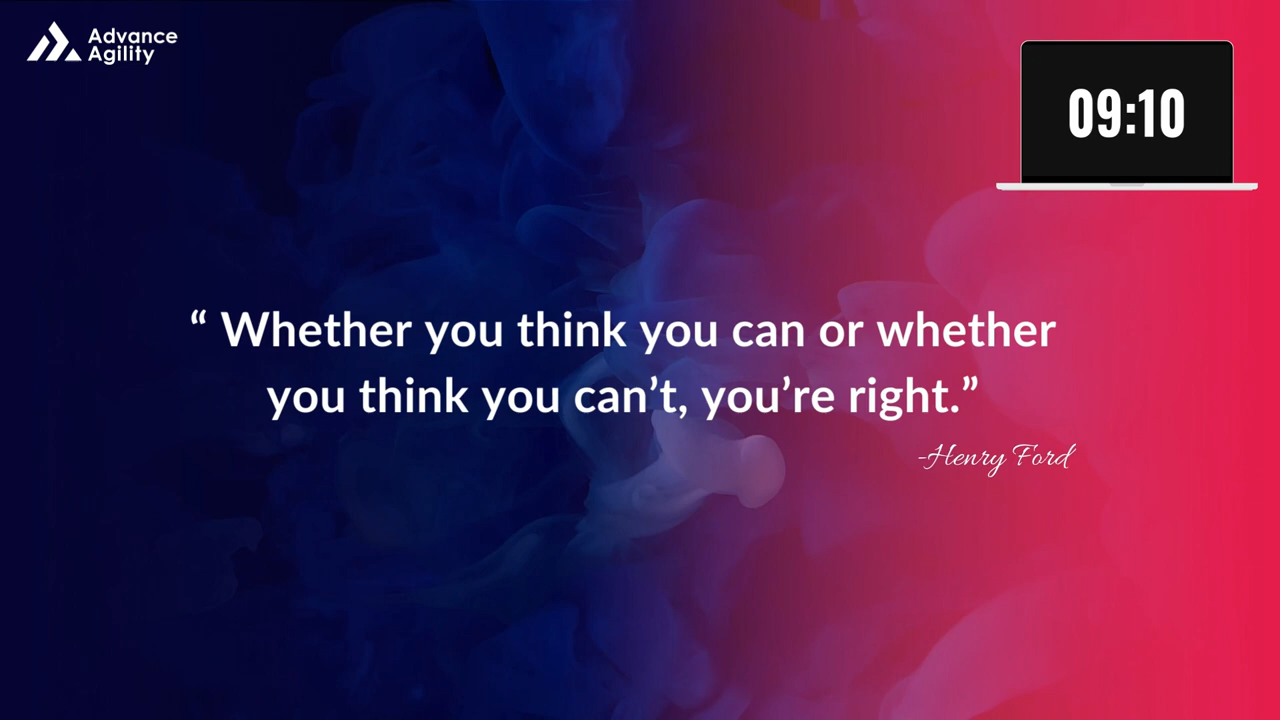 Advance
Agility
09:10
“ Whether you think you can or whether
you think you can’t, you’re right.”
-Henry Ford